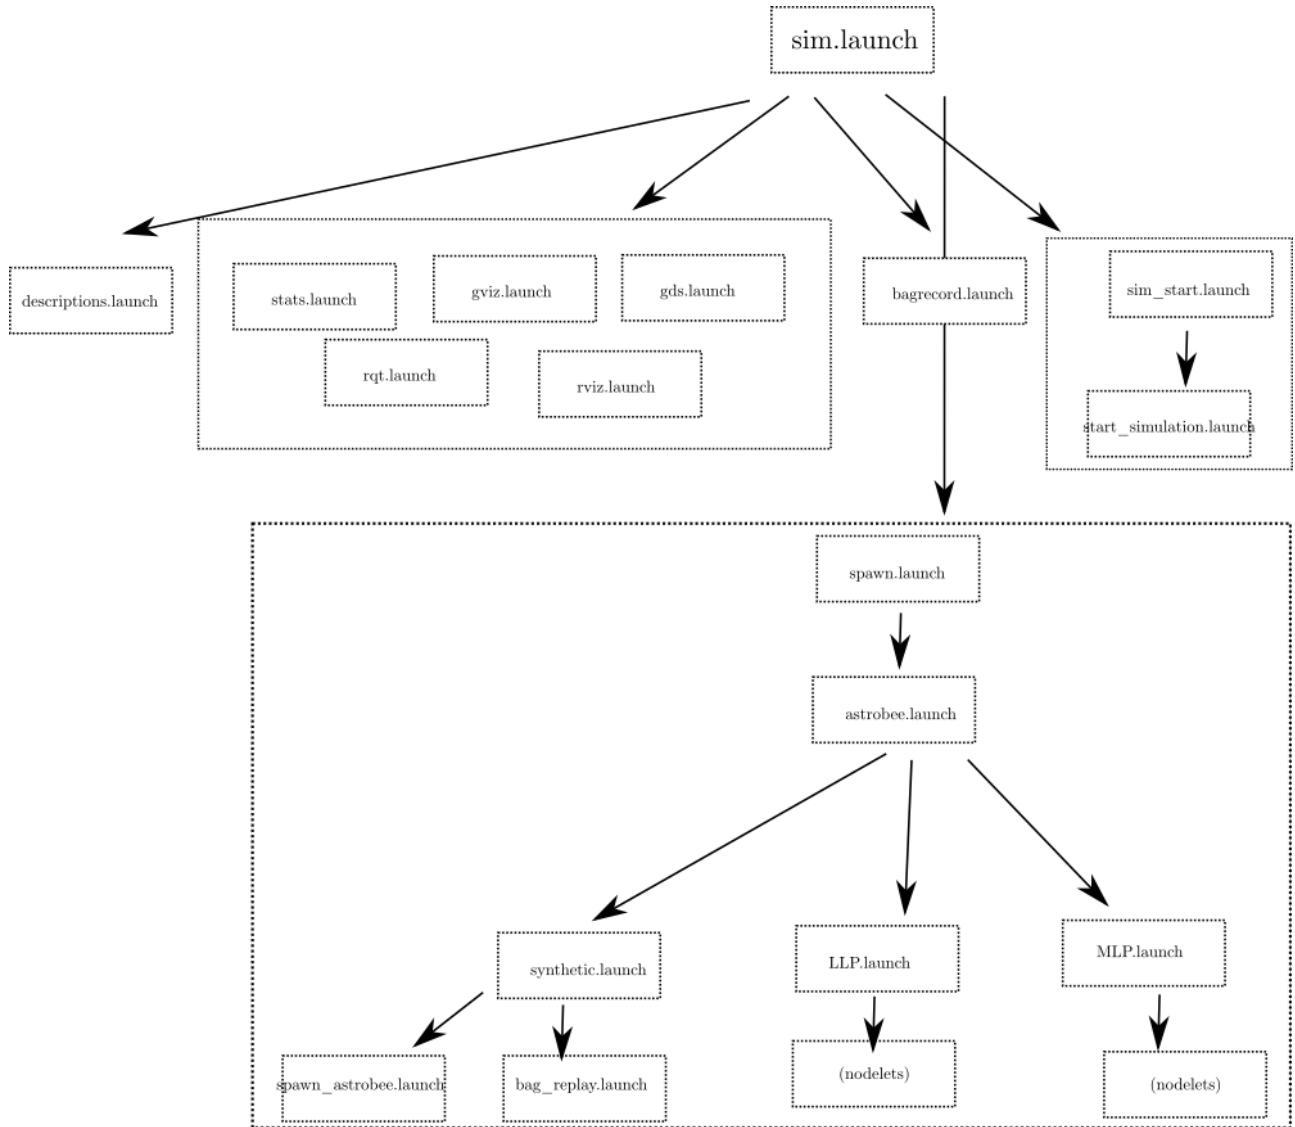 sim.launch
descriptions.launch
stats.launch
gviz.launch
gds.launch
rqt.launch
rviz.launch
bagrecord.launch
sim_start.launch
start_simulation.launch
spawn.launch
astrobee.launch
synthetic.launch
LLP.launch
MLP.launch
spawn_astrobee.launch
bag_replay.launch
(nodelets)
(nodelets)